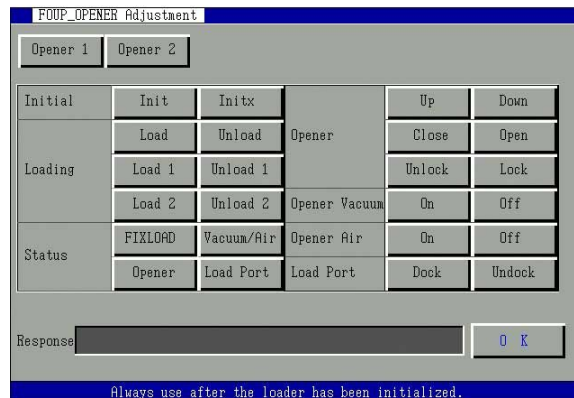 FOUP_OPENER Adjustment
Opener 1 Opener 2
Initial Init Initx Up Down
Load Unload Opener Close Open
Loading Load 1 Unload 1 Unlock Lock
Load 2 Unload 2 Opener Vacuum On Off
Status FIXLOAD Vacuum/Air Opener Air On Off
Opener Load Port Load Port Dock Undock
Response O K
Always use after the loader has been initialized.